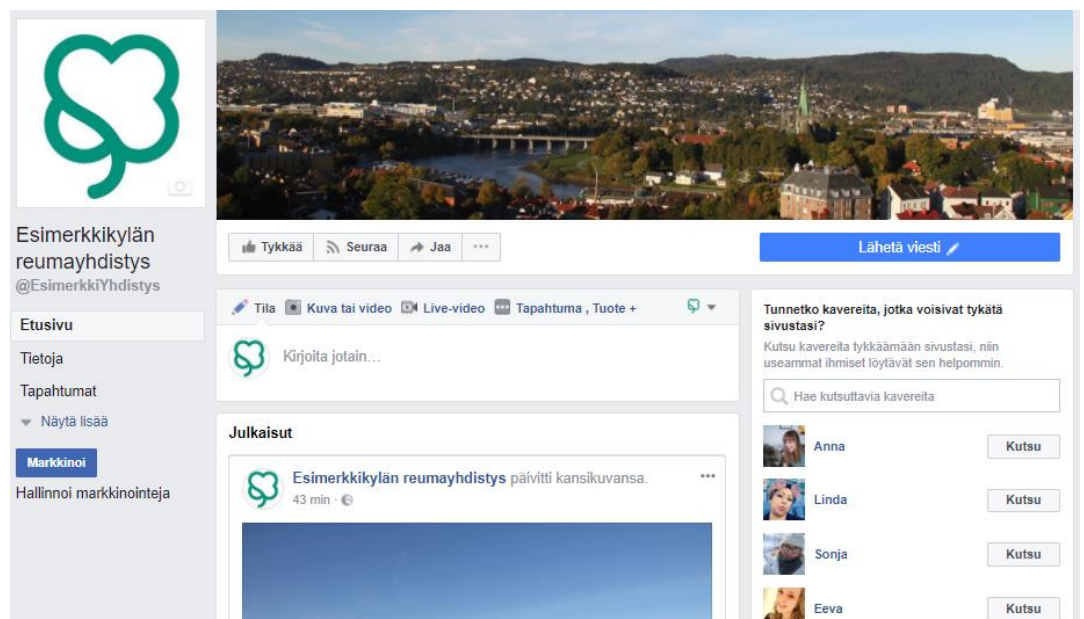 Esimerkkikylän
reumayhdistys
@EsimerkkiYhdistys
Etusivu
Tietoja
Tapahtumat
Näytä lisää
Markkinoi
Hallinnoi markkinointeja
Tykkää Seuraa Jaa
Lähetä viesti
Tila Kuva tai video Live-video Tapahtuma , Tuote +
Kirjoita jotain...
Julkaisut
Esimerkkikylän reumayhdistys päivitti kansikuvansa.
43 min ·
Tunnetko kavereita, jotka voisivat tykätä
sivustasi?
Kutsu kavereita tykkäämään sivustasi, niin
useammat ihmiset löytävät sen helpommin.
Hae kutsuttavia kavereita
Anna Kutsu
Linda Kutsu
Sonja Kutsu
Eeva Kutsu